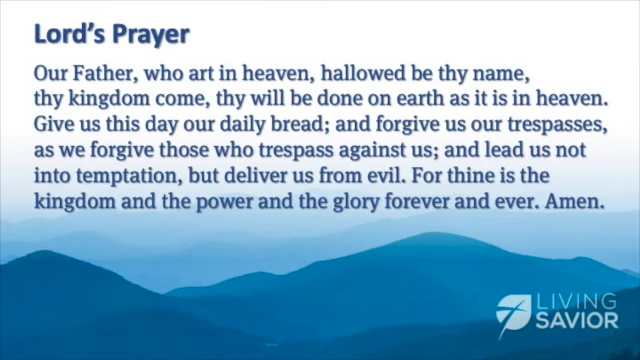 Lord's Prayer
Our Father, who art in heaven, hallowed be thy name,
thy kingdom come, thy will be done on earth as it is in heaven.
Give us this day our daily bread; and forgive us our trespasses,
as we forgive those who trespass against us; and lead us not
into temptation, but deliver us from evil. For thine is the
kingdom and the power and the glory forever and ever. Amen.
LIVING
SAVIOR